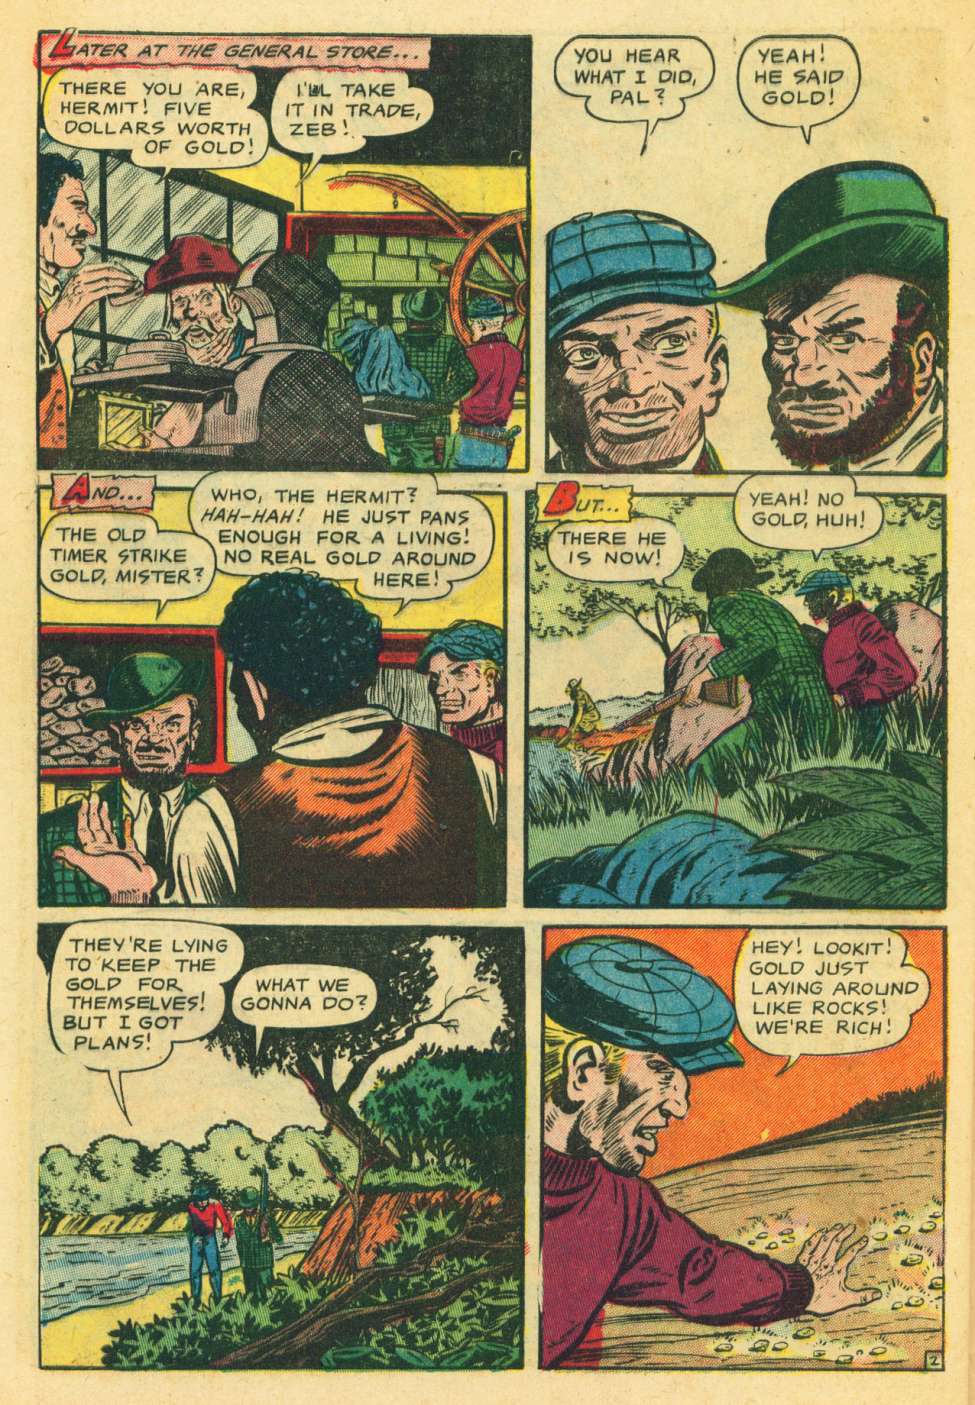 LATER AT THE GENERAL STORE...
THERE YOU ARE,
HERMIT! FIVE
DOLLARS WORTH
OF GOLD!
I'LL TAKE
IT IN TRADE,
ZEB!
YOU HEAR
WHAT I DID,
PAL?
YEAH!
HE SAID
GOLD!
AND...
THE OLD
TIMER STRIKE
GOLD, MISTER?
WHO, THE HERMIT?
HAH-HAH! HE JUST PANS
ENOUGH FOR A LIVING!
NO REAL GOLD AROUND
HERE!
BUT...
THERE HE
IS NOW!
YEAH! NO
GOLD, HUH!
THEY'RE LYING
TO KEEP THE
GOLD FOR
THEMSELVES!
BUT I GOT
PLANS!
WHAT WE
GONNA DO?
HEY! LOOKIT!
GOLD JUST
LAYING AROUND
LIKE ROCKS!
WE'RE RICH!
2